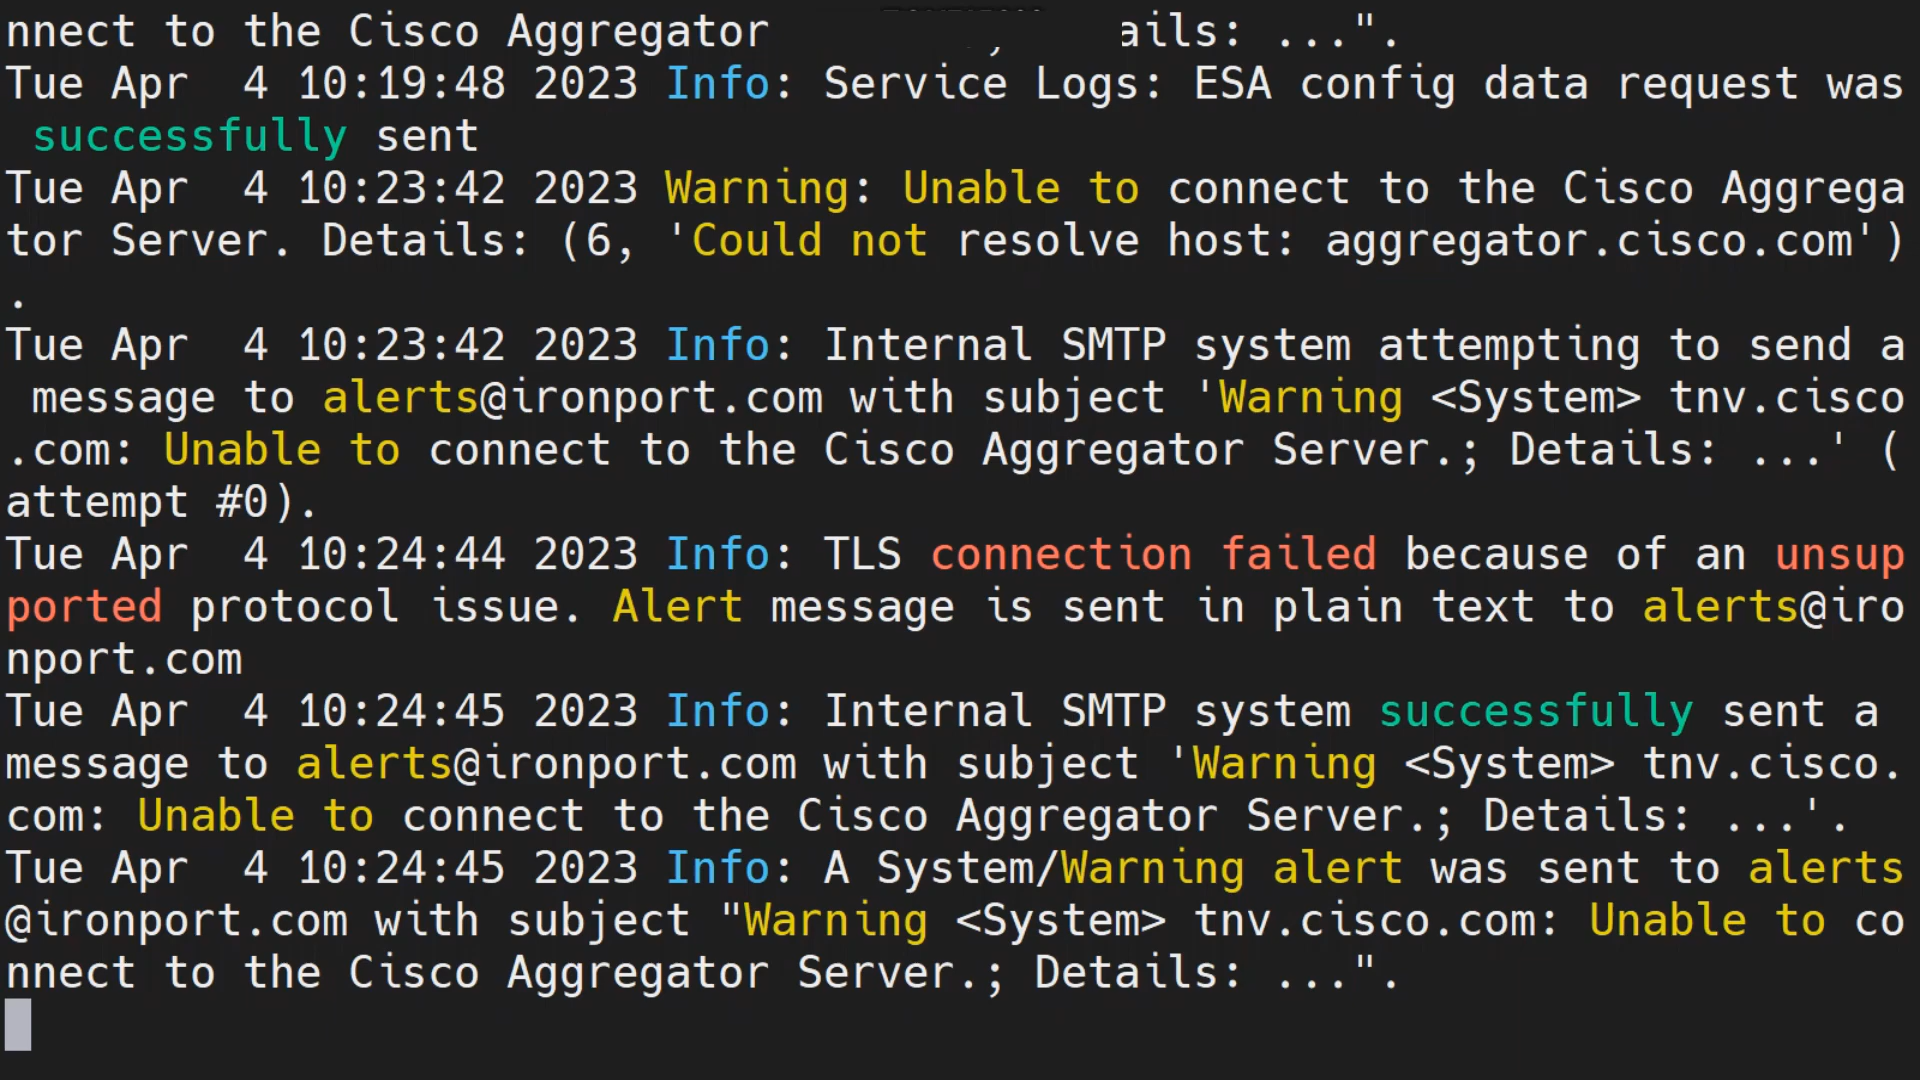 nnect to the Cisco Aggregator ails: ...".
Tue Apr  4 10:19:48 2023 Info: Service Logs: ESA config data request was
 successfully sent
Tue Apr  4 10:23:42 2023 Warning: Unable to connect to the Cisco Aggrega
tor Server. Details: (6, 'Could not resolve host: aggregator.cisco.com')
.
Tue Apr  4 10:23:42 2023 Info: Internal SMTP system attempting to send a
 message to alerts@ironport.com with subject 'Warning <System> tnv.cisco
.com: Unable to connect to the Cisco Aggregator Server.; Details: ...' (
attempt #0).
Tue Apr  4 10:24:44 2023 Info: TLS connection failed because of an unsup
ported protocol issue. Alert message is sent in plain text to alerts@iro
nport.com
Tue Apr  4 10:24:45 2023 Info: Internal SMTP system successfully sent a
message to alerts@ironport.com with subject 'Warning <System> tnv.cisco.
com: Unable to connect to the Cisco Aggregator Server.; Details: ...'.
Tue Apr  4 10:24:45 2023 Info: A System/Warning alert was sent to alerts
@ironport.com with subject "Warning <System> tnv.cisco.com: Unable to co
nnect to the Cisco Aggregator Server.; Details: ...".